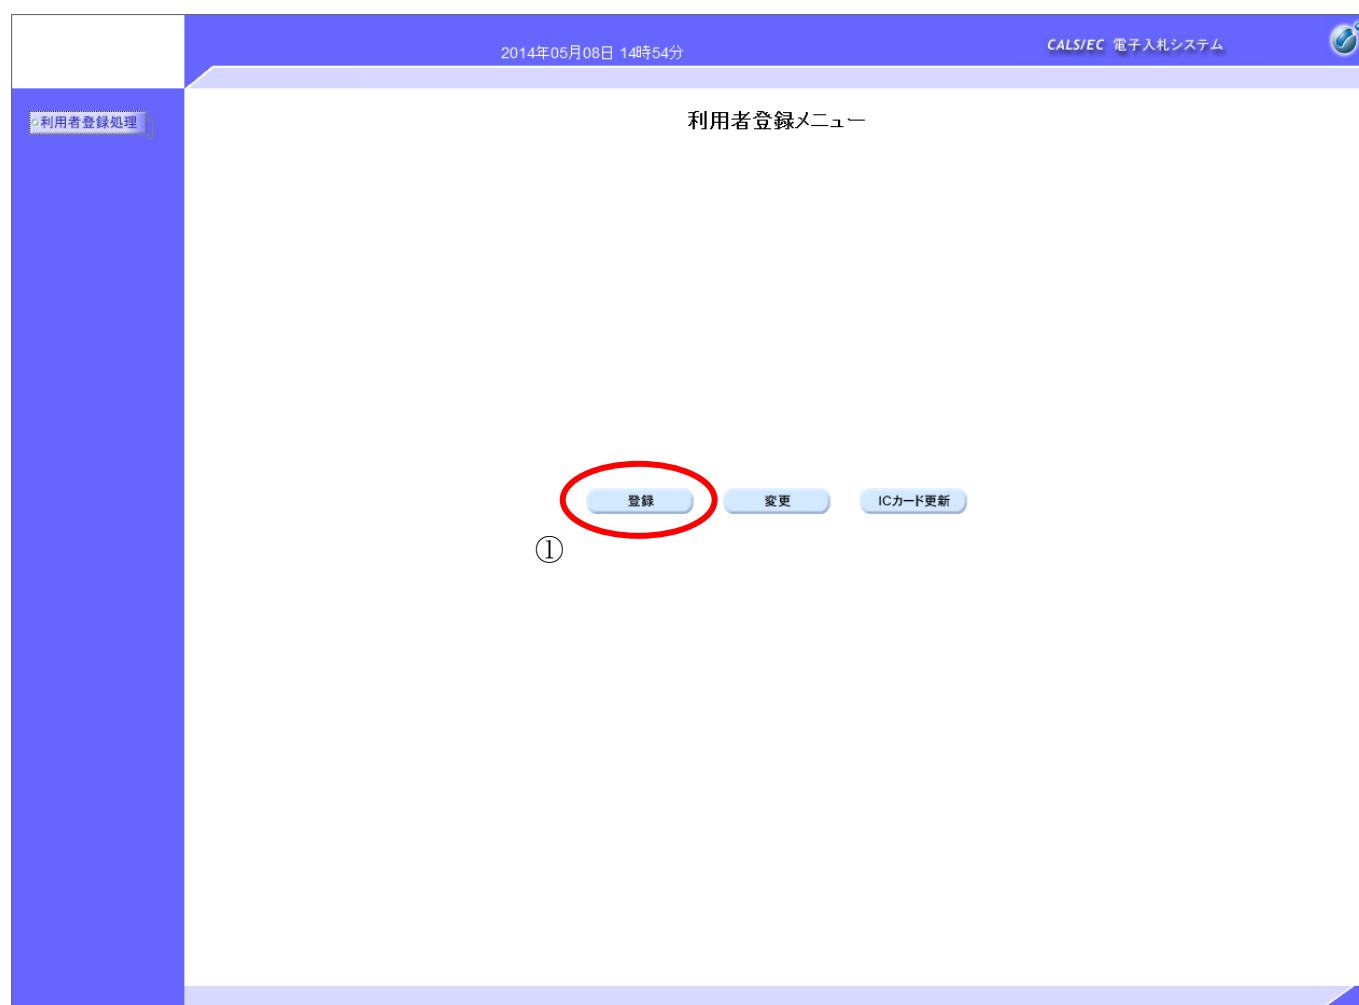 2014年05月08日 14時54分
CALS/EC 電子入札システム
利用者登録処理
利用者登録メニュー
登録
変更
ICカード更新
①